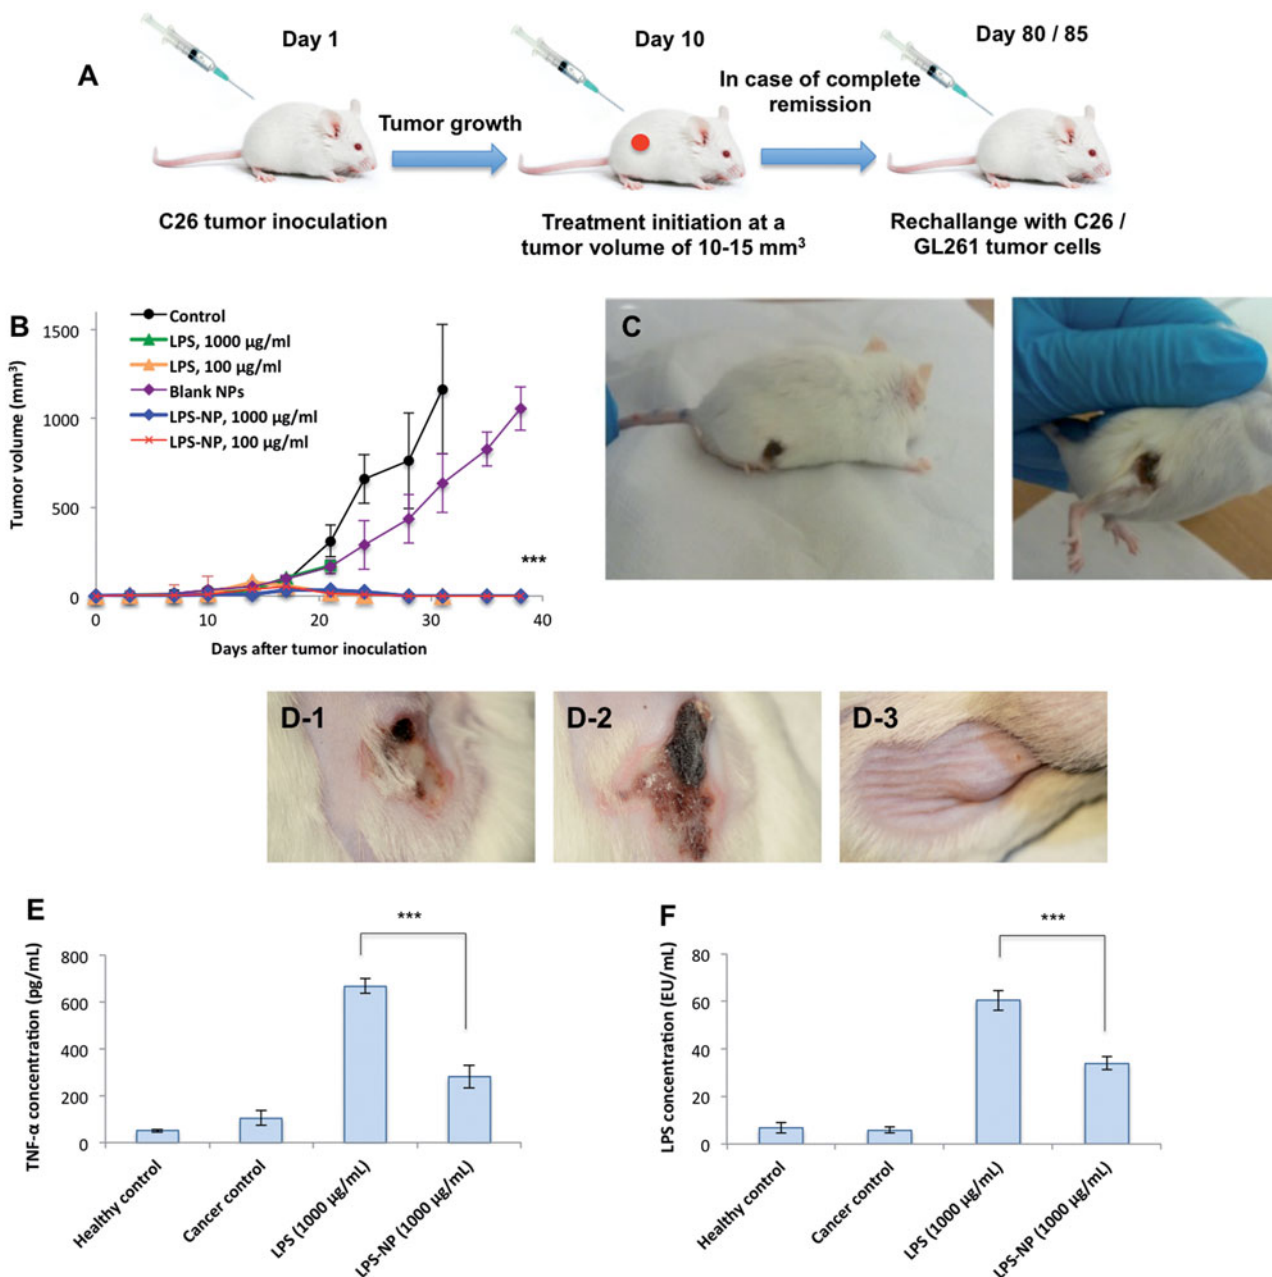 A
Day 1
Day 10
Day 80 / 85
Tumor growth
In case of complete
remission
C26 tumor inoculation
Treatment initiation at a
tumor volume of 10-15 mm³
Rechallange with C26 /
GL261 tumor cells
B
Tumor volume (mm³)
1500
1000
500
0
Control
LPS, 1000 µg/ml
LPS, 100 µg/ml
Blank NPs
LPS-NP, 1000 µg/ml
LPS-NP, 100 µg/ml
***
0 10 20 30 40
Days after tumor inoculation
C
D-1
D-2
D-3
E
TNF-α concentration (pg/mL)
800
600
400
200
0
***
Healthy control
Cancer control
LPS (1000 µg/mL)
LPS-NP (1000 µg/mL)
F
LPS concentration (EU/mL)
80
60
40
20
0
***
Healthy control
Cancer control
LPS (1000 µg/mL)
LPS-NP (1000 µg/mL)